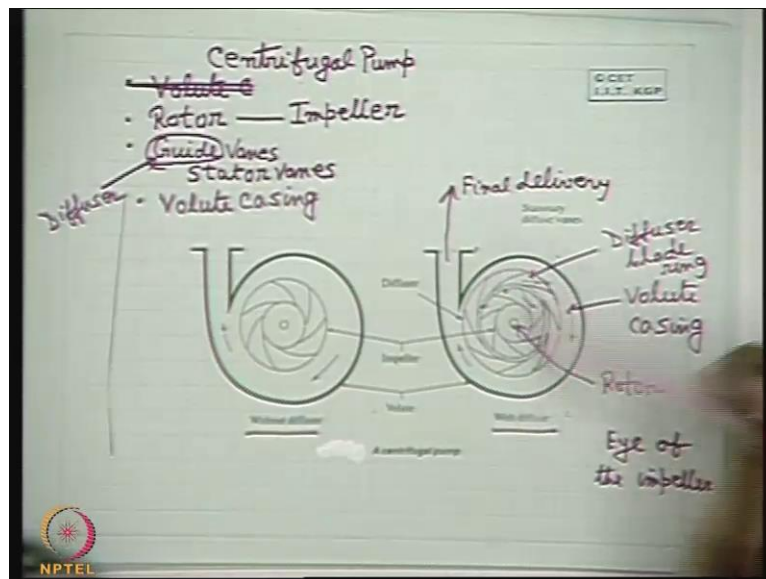 Centrifugal Pump
• Volute C
• Rotor — Impeller
• Guide Vanes
Stator vanes
Diffuser
• Volute Casing
G CET
I.I.T. KGP
Final delivery
Stationary
diffuser vanes
Diffuser
blade
ring
Volute
casing
Diffuser
Impeller
Volute
Rotor
Without diffuser
With diffuser
A centrifugal pump
Eye of
the impeller
NPTEL